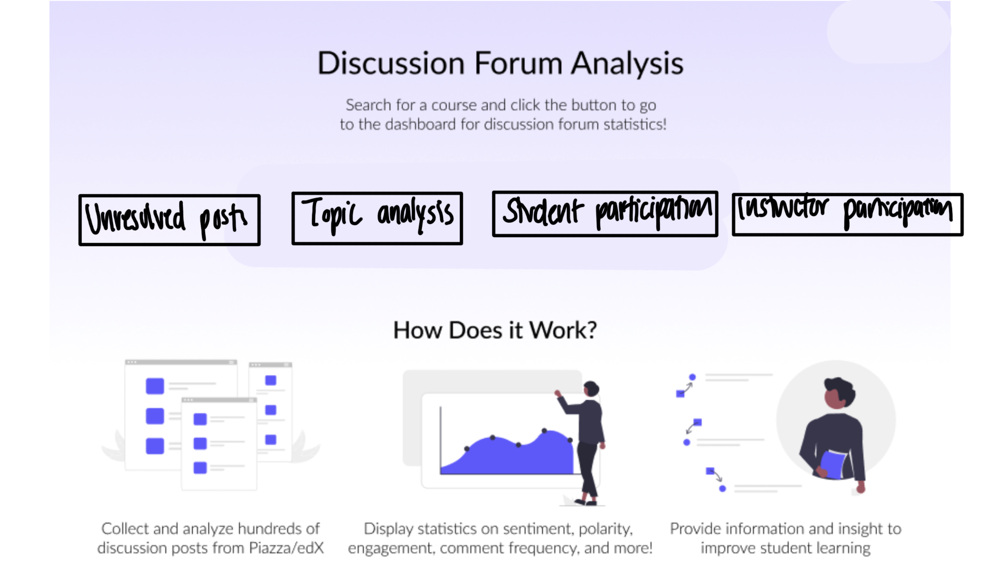 Discussion Forum Analysis
Search for a course and click the button to go
to the dashboard for discussion forum statistics!
Unresolved posts
Topic analysis
Student participation
Instructor participation
How Does it Work?
Collect and analyze hundreds of
discussion posts from Piazza/edX
Display statistics on sentiment, polarity,
engagement, comment frequency, and more!
Provide information and insight to
improve student learning